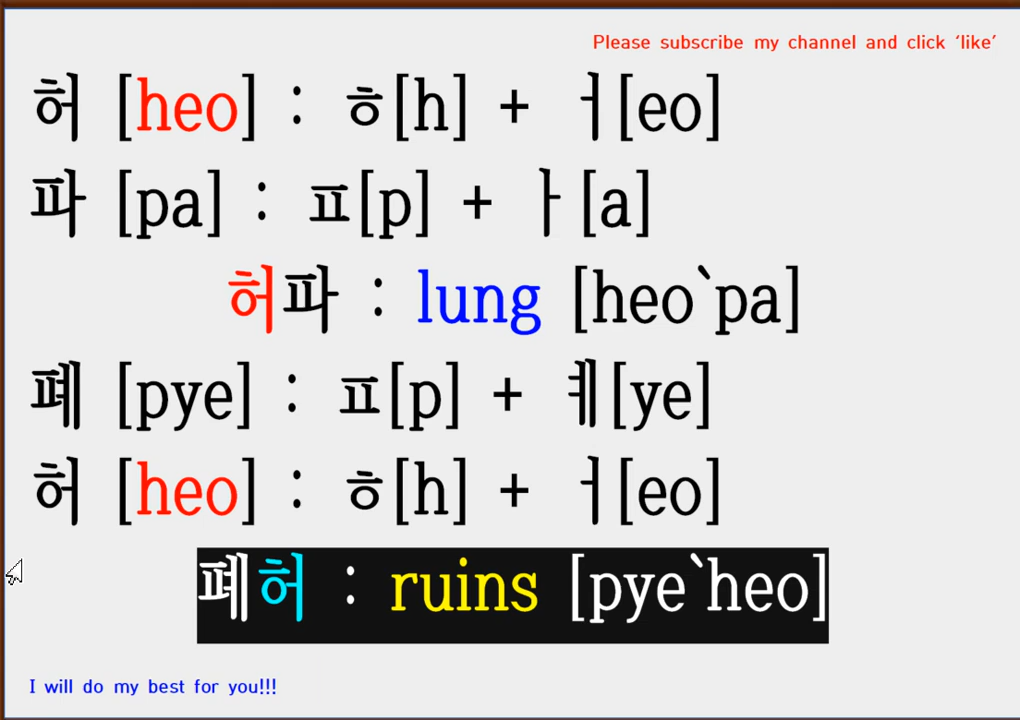 Please subscribe my channel and click ‘like’
허 [heo] : ㅎ[h] + ㅓ[eo]
파 [pa] : ㅍ[p] + ㅏ[a]
허파 : lung [heo`pa]
폐 [pye] : ㅍ[p] + ㅖ[ye]
허 [heo] : ㅎ[h] + ㅓ[eo]
폐허 : ruins [pye`heo]
I will do my best for you!!!